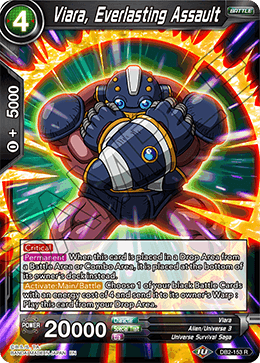 4
Viara, Everlasting Assault
BATTLE
+ 5000
Critical
Permanent When this card is placed in a Drop Area from
a Battle Area or Combo Area, it is placed at the bottom
of its owner's deck instead.
Activate:Main/Battle Choose 1 of your black Battle Cards
with an energy cost of 4 and send it to its owner's Warp :
Play this card from your Drop Area.
POWER
20000
Viara
Alien/Universe 3
Universe Survival Saga
DB2-153 R